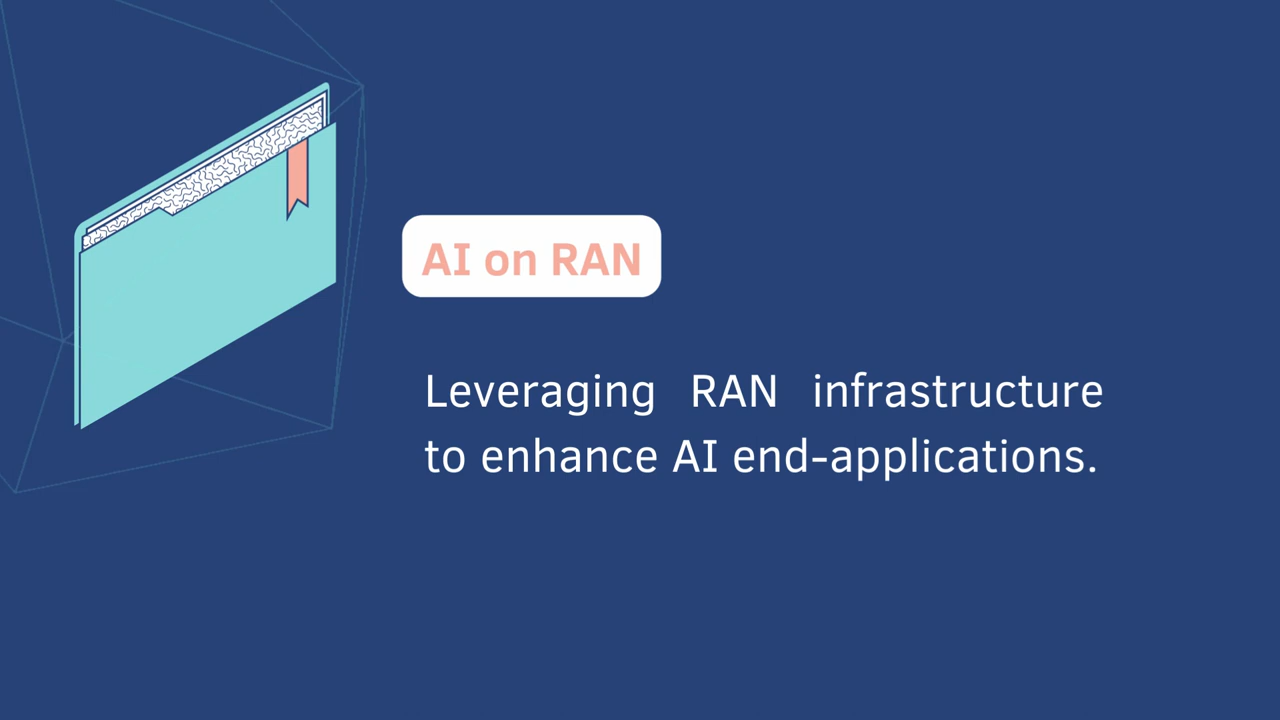 AI on RAN
Leveraging RAN infrastructure
to enhance AI end-applications.